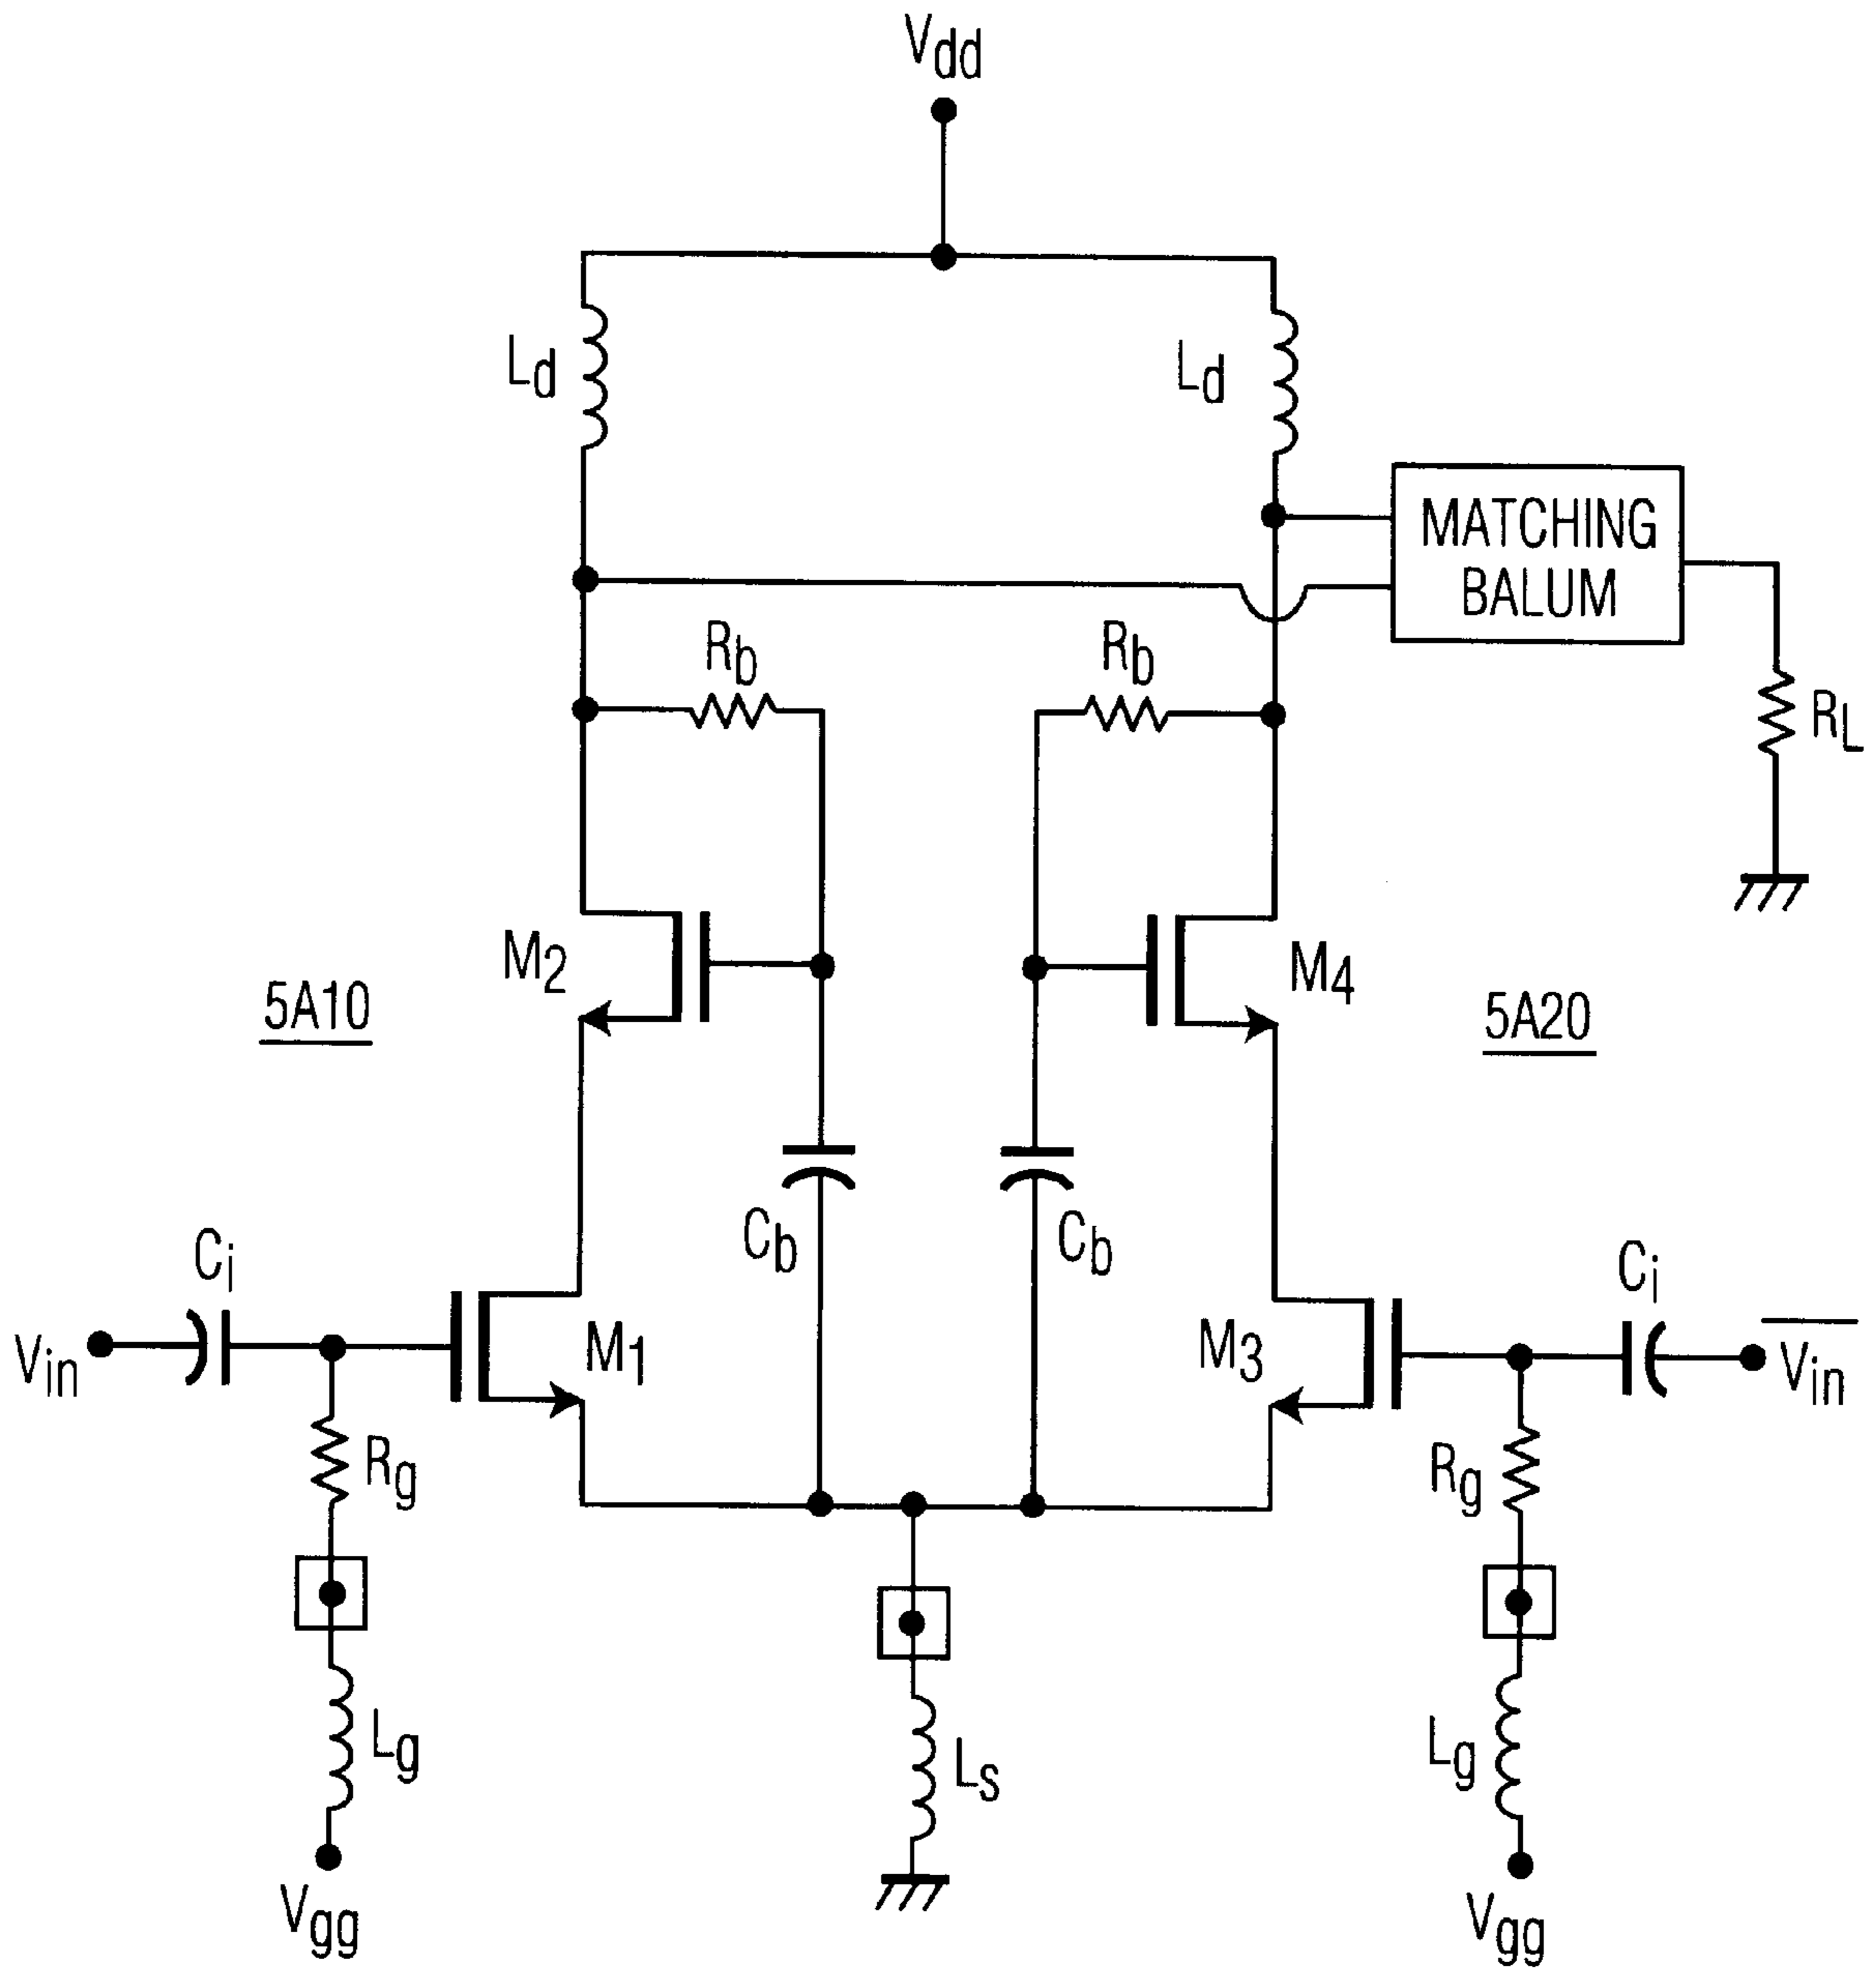 Vdd
Ld
Ld
MATCHING
BALUM
Rb
Rb
RL
M2
M4
5A10
5A20
Cb
Cb
Ci
Ci
Vin
M1
M3
Vin
Rg
Rg
Lg
Ls
Lg
Vgg
Vgg